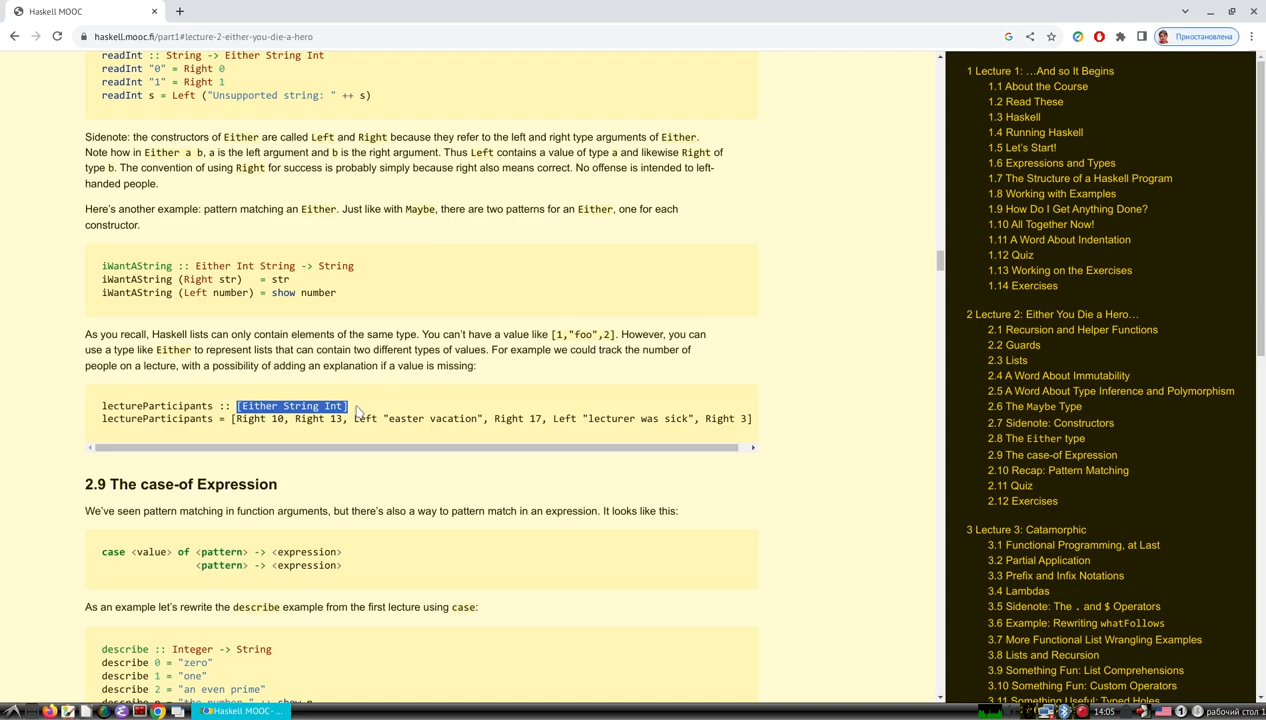 Haskell MOOC
haskell.mooc.fi/part1#lecture-2-either-you-die-a-hero
Приостановлена
readInt :: String -> Either String Int
readInt "0" = Right 0
readInt "1" = Right 1
readInt s = Left ("Unsupported string: " ++ s)
Sidenote: the constructors of Either are called Left and Right because they refer to the left and right type arguments of Either.
Note how in Either a b, a is the left argument and b is the right argument. Thus Left contains a value of type a and likewise Right of
type b. The convention of using Right for success is probably simply because right also means correct. No offense is intended to left-
handed people.
Here's another example: pattern matching an Either. Just like with Maybe, there are two patterns for an Either, one for each
constructor.
iWantAString :: Either Int String -> String
iWantAString (Right str)   = str
iWantAString (Left number) = show number
As you recall, Haskell lists can only contain elements of the same type. You can't have a value like [1,"foo",2]. However, you can
use a type like Either to represent lists that can contain two different types of values. For example we could track the number of
people on a lecture, with a possibility of adding an explanation if a value is missing:
lectureParticipants :: [Either String Int]
lectureParticipants = [Right 10, Right 13, Left "easter vacation", Right 17, Left "lecturer was sick", Right 3]
2.9 The case-of Expression
We've seen pattern matching in function arguments, but there's also a way to pattern match in an expression. It looks like this:
case <value> of <pattern> -> <expression>
<pattern> -> <expression>
As an example let's rewrite the describe example from the first lecture using case:
describe :: Integer -> String
describe 0 = "zero"
describe 1 = "one"
describe 2 = "an even prime"
describe n = "the number " ++ show n
1 Lecture 1: …And so It Begins
1.1 About the Course
1.2 Read These
1.3 Haskell
1.4 Running Haskell
1.5 Let's Start!
1.6 Expressions and Types
1.7 The Structure of a Haskell Program
1.8 Working with Examples
1.9 How Do I Get Anything Done?
1.10 All Together Now!
1.11 A Word About Indentation
1.12 Quiz
1.13 Working on the Exercises
1.14 Exercises
2 Lecture 2: Either You Die a Hero…
2.1 Recursion and Helper Functions
2.2 Guards
2.3 Lists
2.4 A Word About Immutability
2.5 A Word About Type Inference and Polymorphism
2.6 The Maybe Type
2.7 Sidenote: Constructors
2.8 The Either type
2.9 The case-of Expression
2.10 Recap: Pattern Matching
2.11 Quiz
2.12 Exercises
3 Lecture 3: Catamorphic
3.1 Functional Programming, at Last
3.2 Partial Application
3.3 Prefix and Infix Notations
3.4 Lambdas
3.5 Sidenote: The . and $ Operators
3.6 Example: Rewriting whatFollows
3.7 More Functional List Wrangling Examples
3.8 Lists and Recursion
3.9 Something Fun: List Comprehensions
3.10 Something Fun: Custom Operators
3.11 Something Useful: Typed Holes
Haskell MOOC - ...
14:05
рабочий стол 1